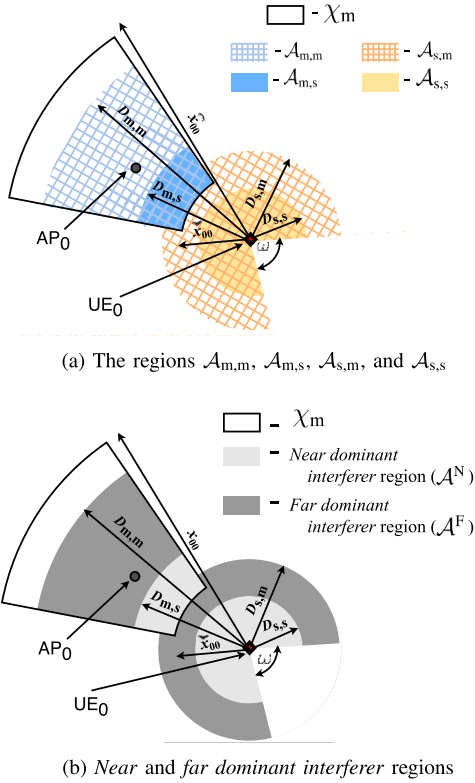 - χm
- 𝒜m,m
- 𝒜s,m
- 𝒜m,s
- 𝒜s,s
x̂00
Dm,m
Dm,s
Ds,m
Ds,s
x̌00
ω
AP0
UE0
(a) The regions 𝒜m,m, 𝒜m,s, 𝒜s,m, and 𝒜s,s
- χm
- Near dominant
interferer region (𝒜N)
- Far dominant
interferer region (𝒜F)
x̂00
Dm,m
Dm,s
Ds,m
Ds,s
x̌00
ω
AP0
UE0
(b) Near and far dominant interferer regions